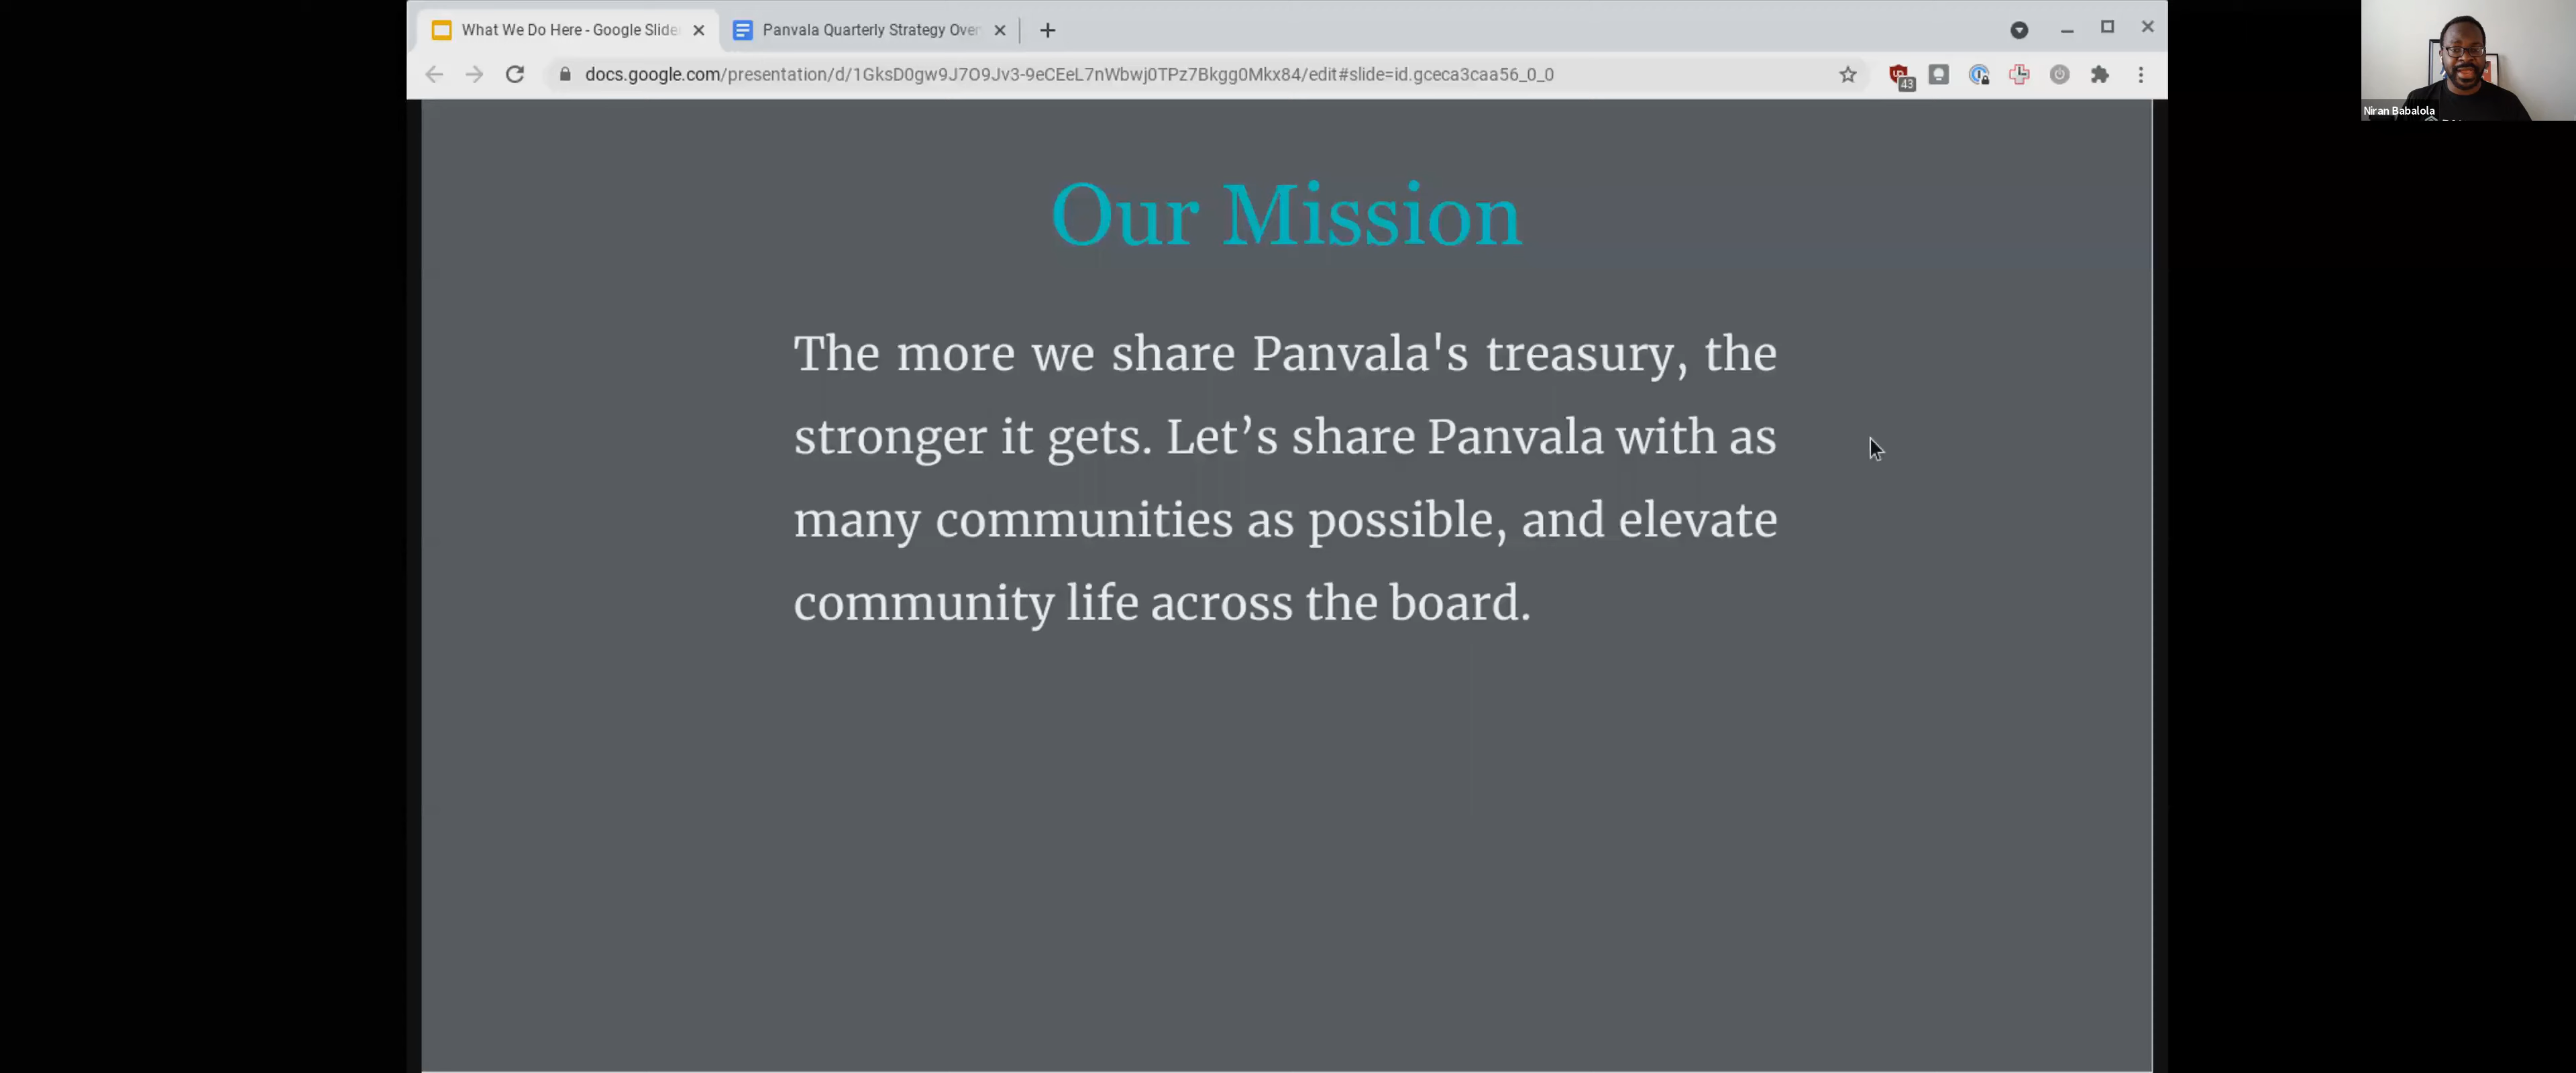 What We Do Here - Google Slide
Panvala Quarterly Strategy Over
docs.google.com/presentation/d/1GksD0gw9J7O9Jv3-9eCEeL7nWbwj0TPz7Bkgg0Mkx84/edit#slide=id.gceca3caa56_0_0
43
Niran Babalola
Our Mission
The more we share Panvala's treasury, the
stronger it gets. Let’s share Panvala with as
many communities as possible, and elevate
community life across the board.